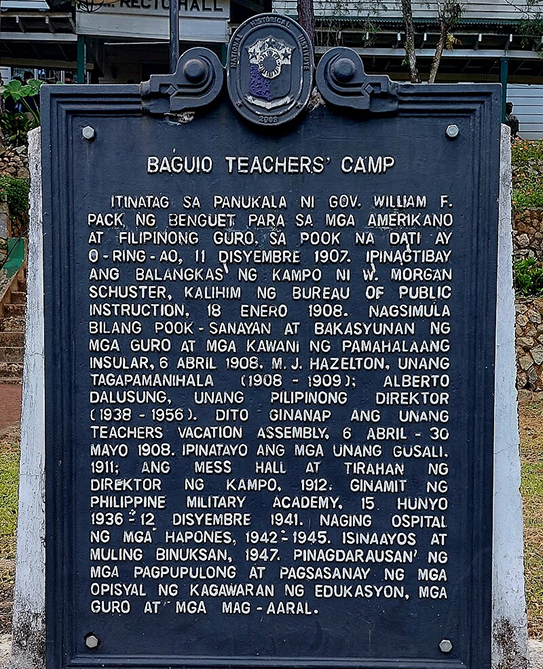 RECTO HALL
NATIONAL HISTORICAL INSTITUTE
2008
BAGUIO TEACHERS' CAMP
ITINATAG SA PANUKALA NI GOV. WILLIAM F.
PACK NG BENGUET PARA SA MGA AMERIKANO
AT FILIPINONG GURO, SA POOK NA DATI AY
O-RING-AO, 11 DISYEMBRE 1907. IPINAGTIBAY
ANG BALANGKAS NG KAMPO NI W. MORGAN
SCHUSTER, KALIHIM NG BUREAU OF PUBLIC
INSTRUCTION, 18 ENERO 1908. NAGSIMULA
BILANG POOK-SANAYAN AT BAKASYUNAN NG
MGA GURO AT MGA KAWANI NG PAMAHALAANG
INSULAR, 6 ABRIL 1908. M.J. HAZELTON, UNANG
TAGAPAMANIHALA (1908 - 1909); ALBERTO
DALUSUNG, UNANG PILIPINONG DIREKTOR
(1938 - 1956). DITO GINANAP ANG UNANG
TEACHERS VACATION ASSEMBLY, 6 ABRIL - 30
MAYO 1908. IPINATAYO ANG MGA UNANG GUSALI,
1911; ANG MESS HALL AT TIRAHAN NG
DIREKTOR NG KAMPO, 1912. GINAMIT NG
PHILIPPINE MILITARY ACADEMY, 15 HUNYO
1936 - 12 DISYEMBRE 1941. NAGING OSPITAL
NG MGA HAPONES, 1942-1945. ISINAAYOS AT
MULING BINUKSAN, 1947. PINAGDARAUSAN NG
MGA PAGPUPULONG AT PAGSASANAY NG MGA
OPISYAL NG KAGAWARAN NG EDUKASYON, MGA
GURO AT MGA MAG-AARAL.